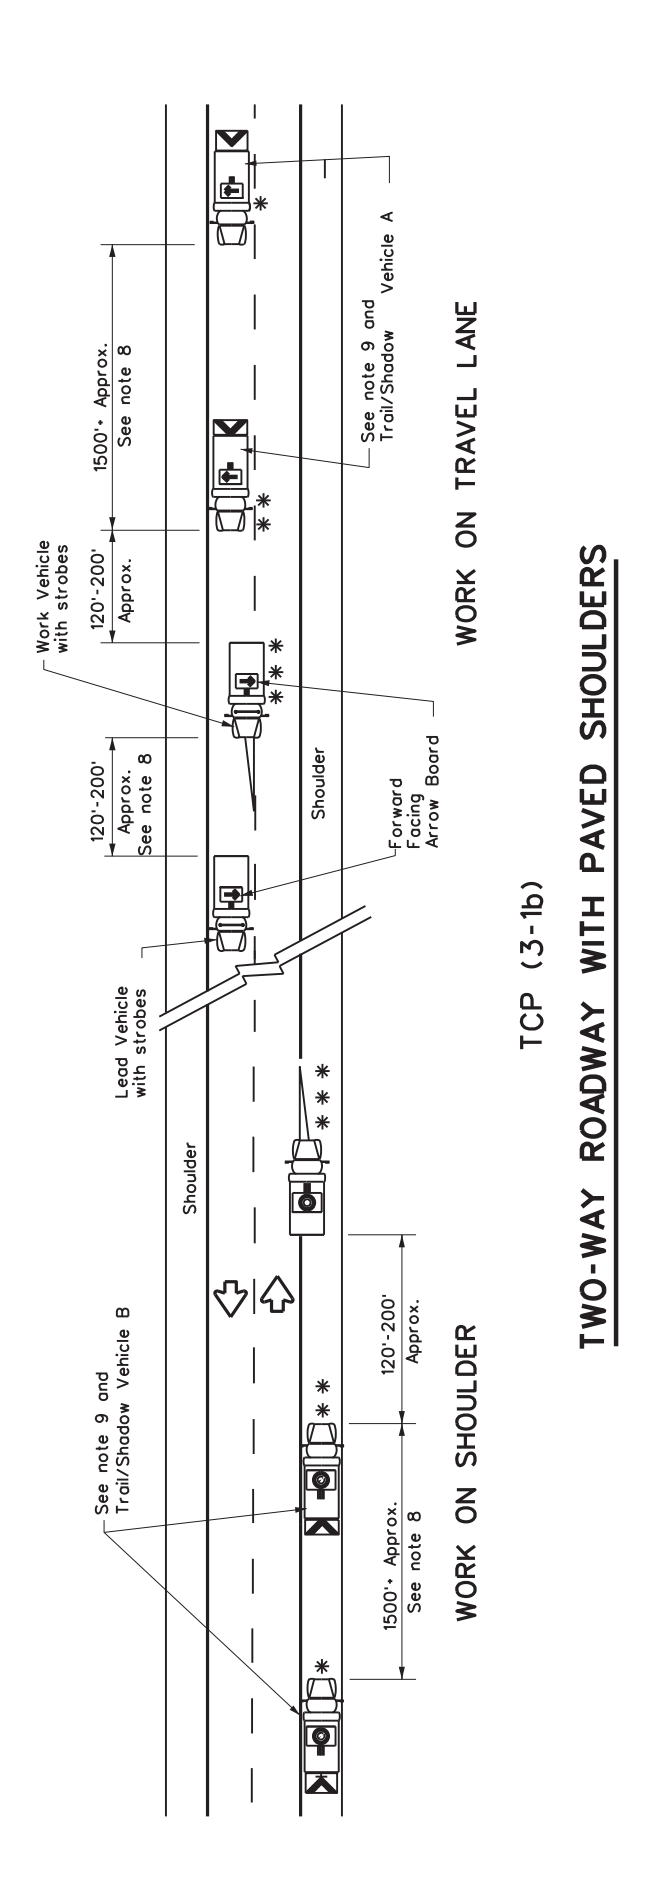 See note 9 and
Trail/Shadow Vehicle B
Shoulder
Lead Vehicle
with strobes
120'-200'
Approx.
See note 8
Work Vehicle
with strobes
120'-200'
Approx.
1500'+ Approx.
See note 8
1500'+ Approx.
See note 8
120'-200'
Approx.
Shoulder
Forward
Facing
Arrow Board
See note 9 and
Trail/Shadow Vehicle A
WORK ON SHOULDER
WORK ON TRAVEL LANE
TCP (3-1b)
TWO-WAY ROADWAY WITH PAVED SHOULDERS